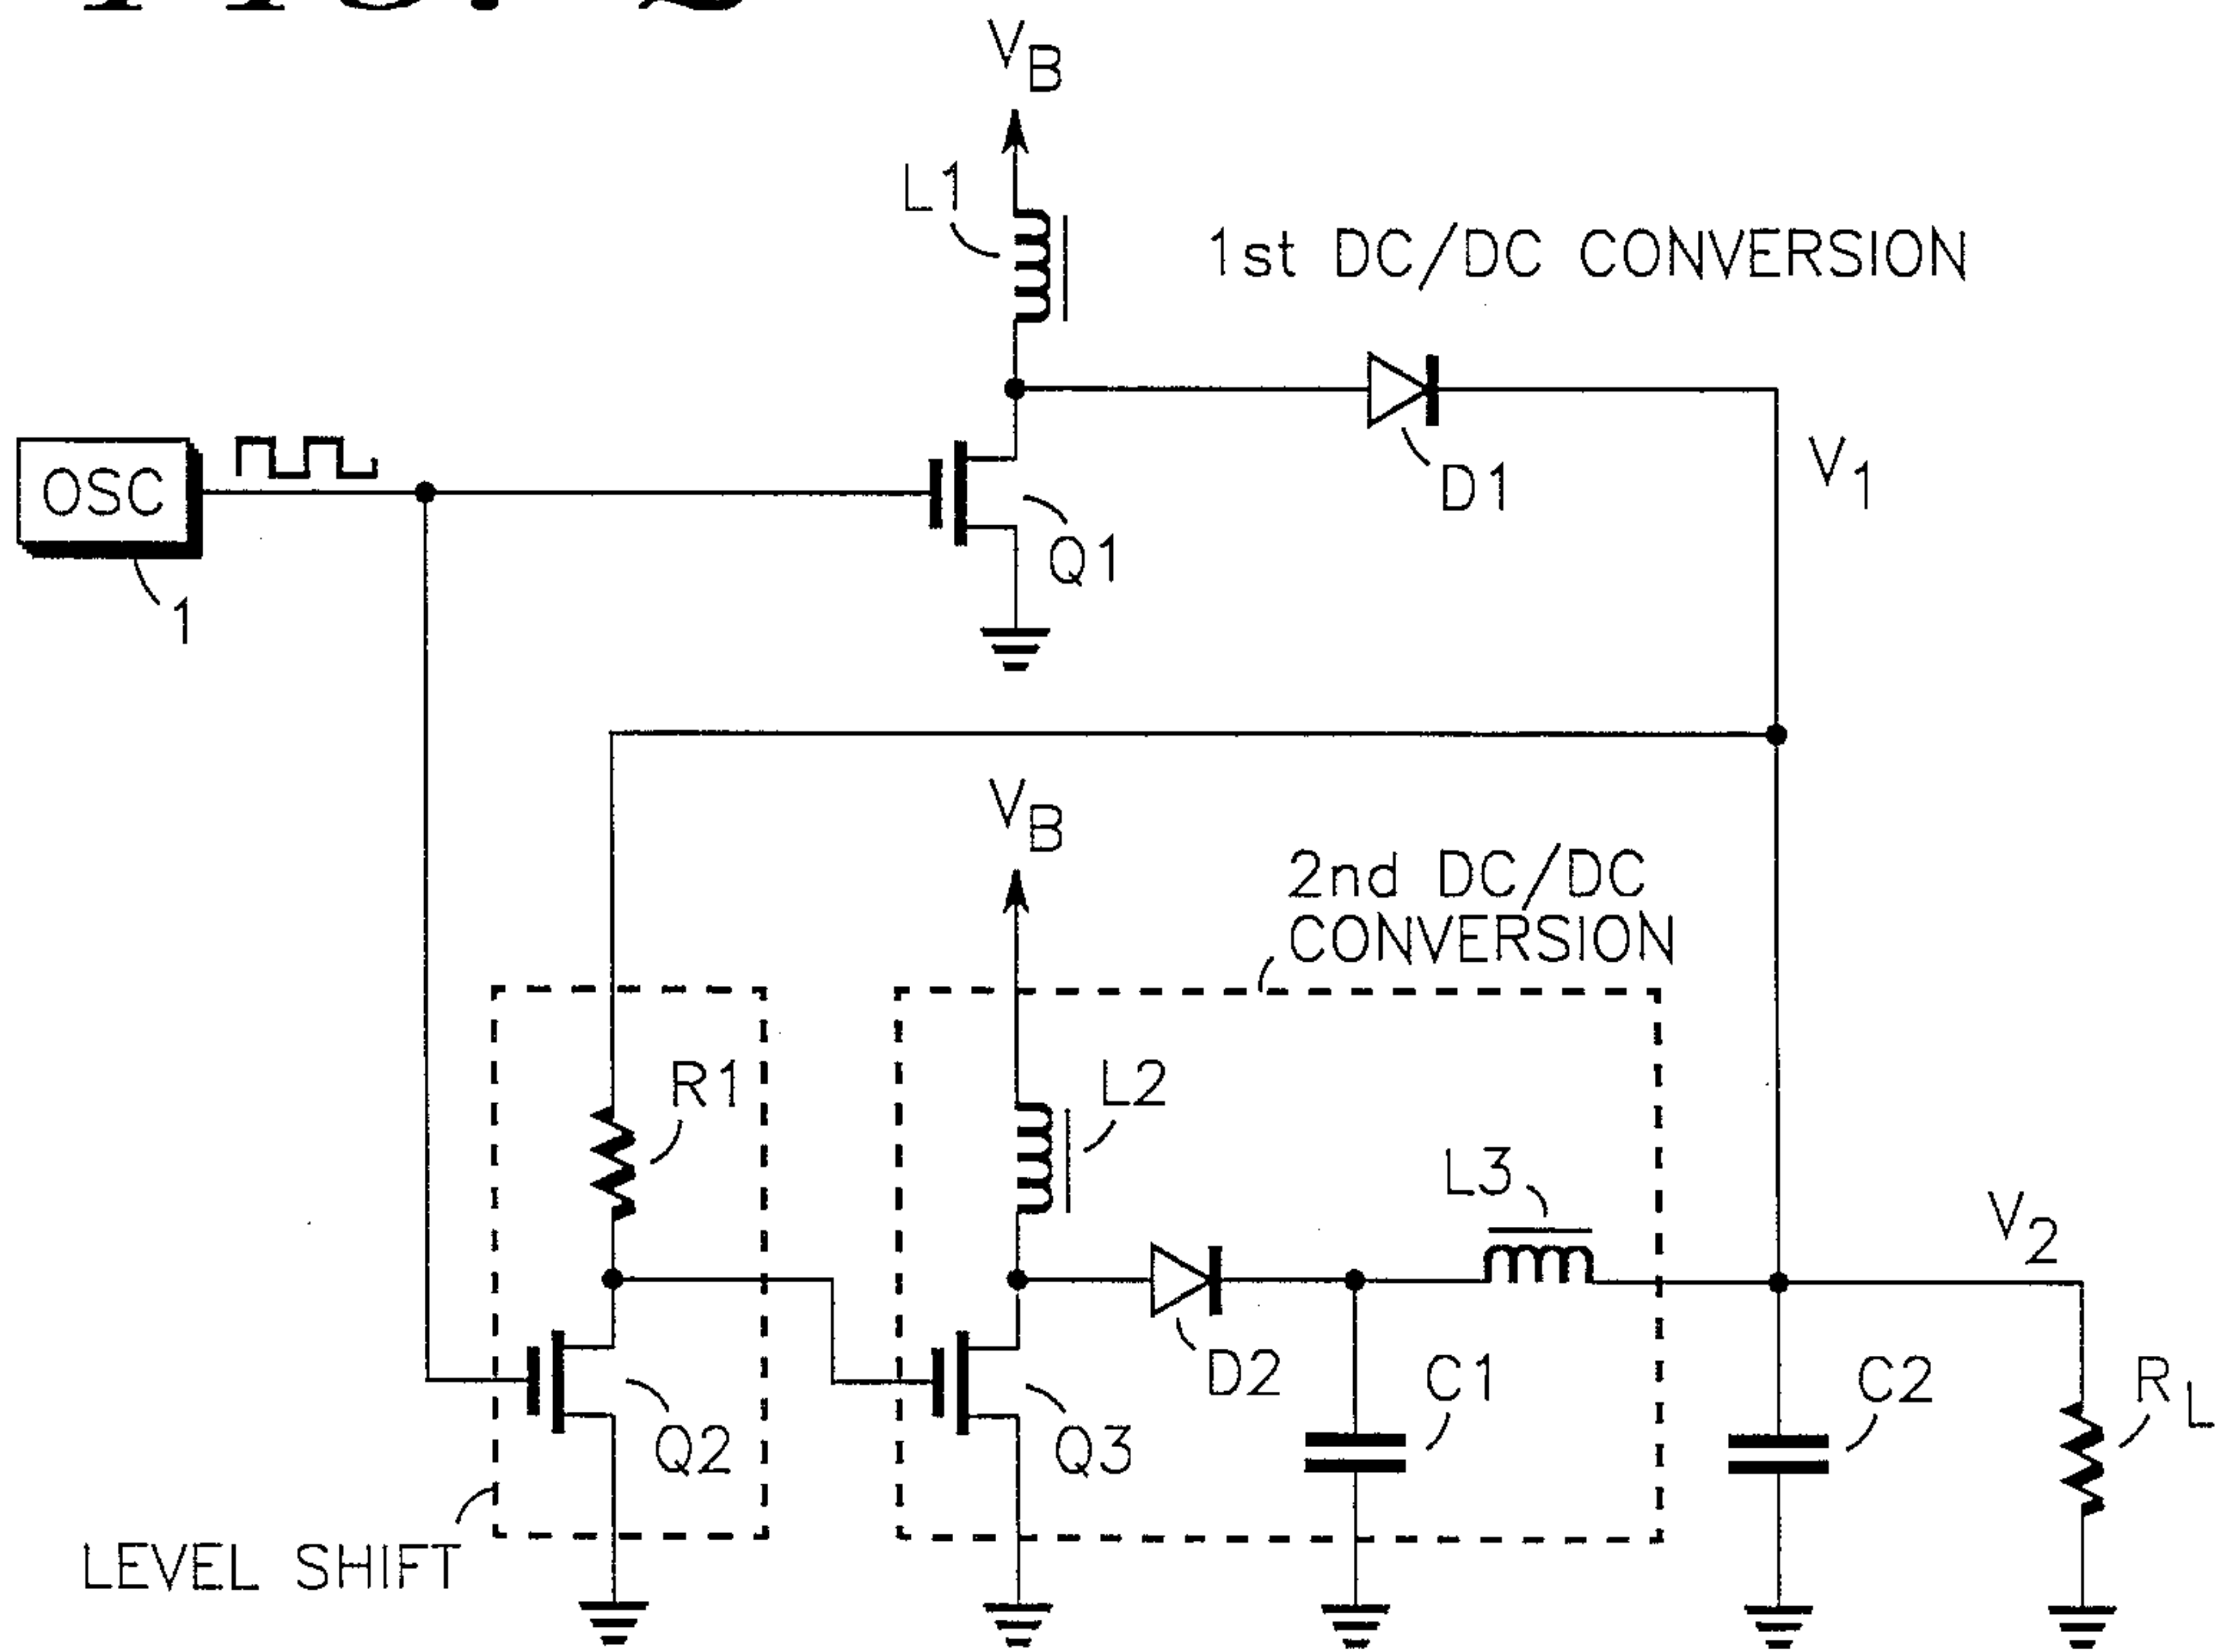 V_B
L1
1st DC/DC CONVERSION
OSC
D1
V_1
Q1
1
V_B
2nd DC/DC
CONVERSION
R1
L2
L3
V_2
D2
C1
C2
R_L
Q2
Q3
LEVEL SHIFT